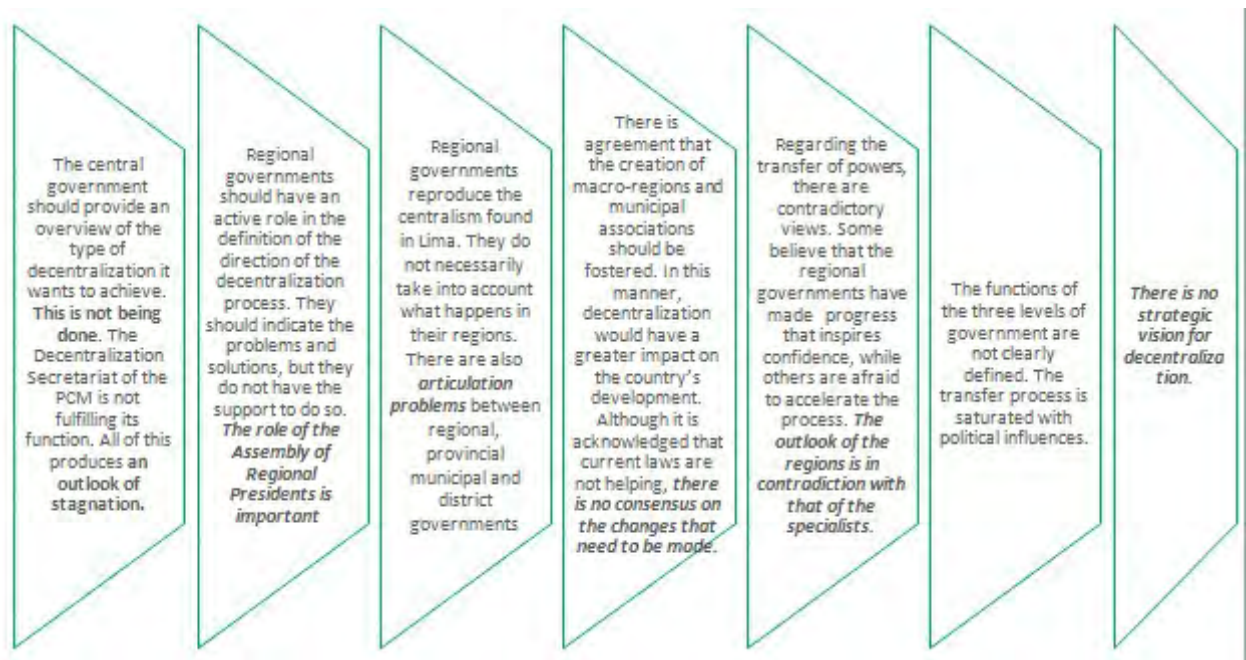 The central
government
should provide an
overview of the
type of
decentralization it
wants to achieve.
This is not being
done. The
Decentralization
Secretariat of the
PCM is not
fulfilling its
function. All of this
produces an
outlook of
stagnation.
Regional
governments
should have an
active role in the
definition of the
direction of the
decentralization
process. They
should indicate the
problems and
solutions, but they
do not have the
support to do so.
The role of the
Assembly of
Regional
Presidents is
important
Regional
governments
reproduce the
centralism found
in Lima. They do
not necessarily
take into account
what happens in
their regions.
There are also
articulation
problems between
regional,
provincial
municipal and
district
governments
There is
agreement that
the creation of
macro-regions and
municipal
associations
should be
fostered. In this
manner,
decentralization
would have a
greater impact on
the country's
development.
Although it is
acknowledged that
current laws are
not helping, there
is no consensus on
the changes that
need to be made.
Regarding the
transfer of powers,
there are
contradictory
views. Some
believe that the
regional
governments have
made progress
that inspires
confidence, while
others are afraid
to accelerate the
process. The
outlook of the
regions is in
contradiction with
that of the
specialists.
The functions of
the three levels of
government are
not clearly
defined. The
transfer process is
saturated with
political influences.
There is no
strategic
vision for
decentraliza
tion.